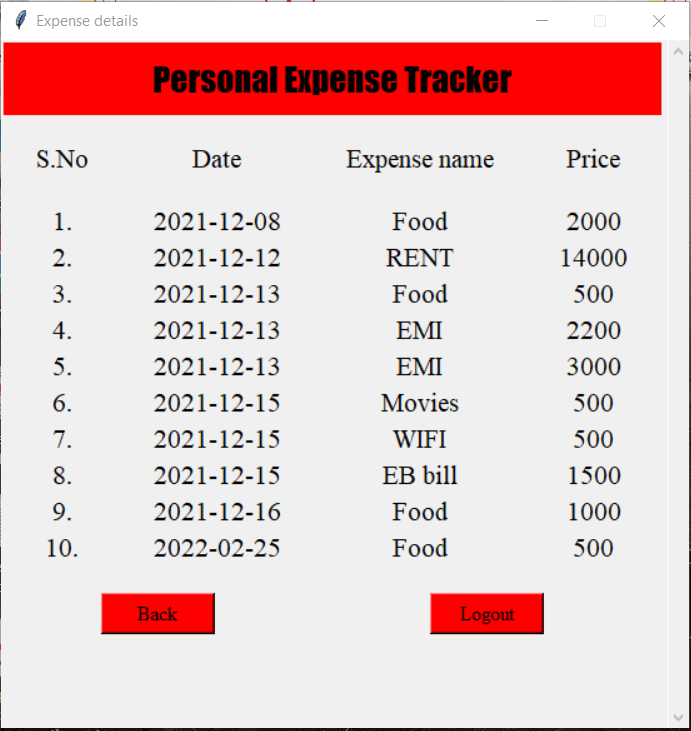 Expense details
Personal Expense Tracker
S.No Date Expense name Price
1. 2021-12-08 Food 2000
2. 2021-12-12 RENT 14000
3. 2021-12-13 Food 500
4. 2021-12-13 EMI 2200
5. 2021-12-13 EMI 3000
6. 2021-12-15 Movies 500
7. 2021-12-15 WIFI 500
8. 2021-12-15 EB bill 1500
9. 2021-12-16 Food 1000
10. 2022-02-25 Food 500
Back Logout